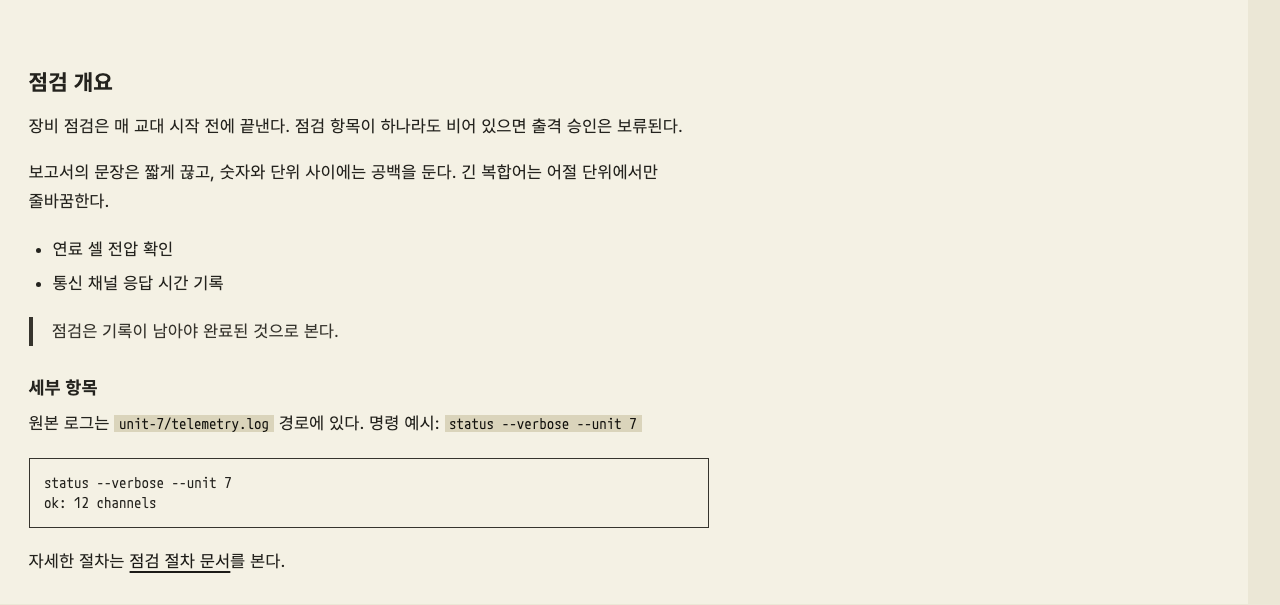 점검 개요
장비 점검은 매 교대 시작 전에 끝낸다. 점검 항목이 하나라도 비어 있으면 출격 승인은 보류된다.
보고서의 문장은 짧게 끊고, 숫자와 단위 사이에는 공백을 둔다. 긴 복합어는 어절 단위에서만
줄바꿈한다.
연료 셀 전압 확인
통신 채널 응답 시간 기록
점검은 기록이 남아야 완료된 것으로 본다.
세부 항목
원본 로그는 unit-7/telemetry.log 경로에 있다. 명령 예시: status --verbose --unit 7
status --verbose --unit 7
ok: 12 channels
자세한 절차는 점검 절차 문서를 본다.